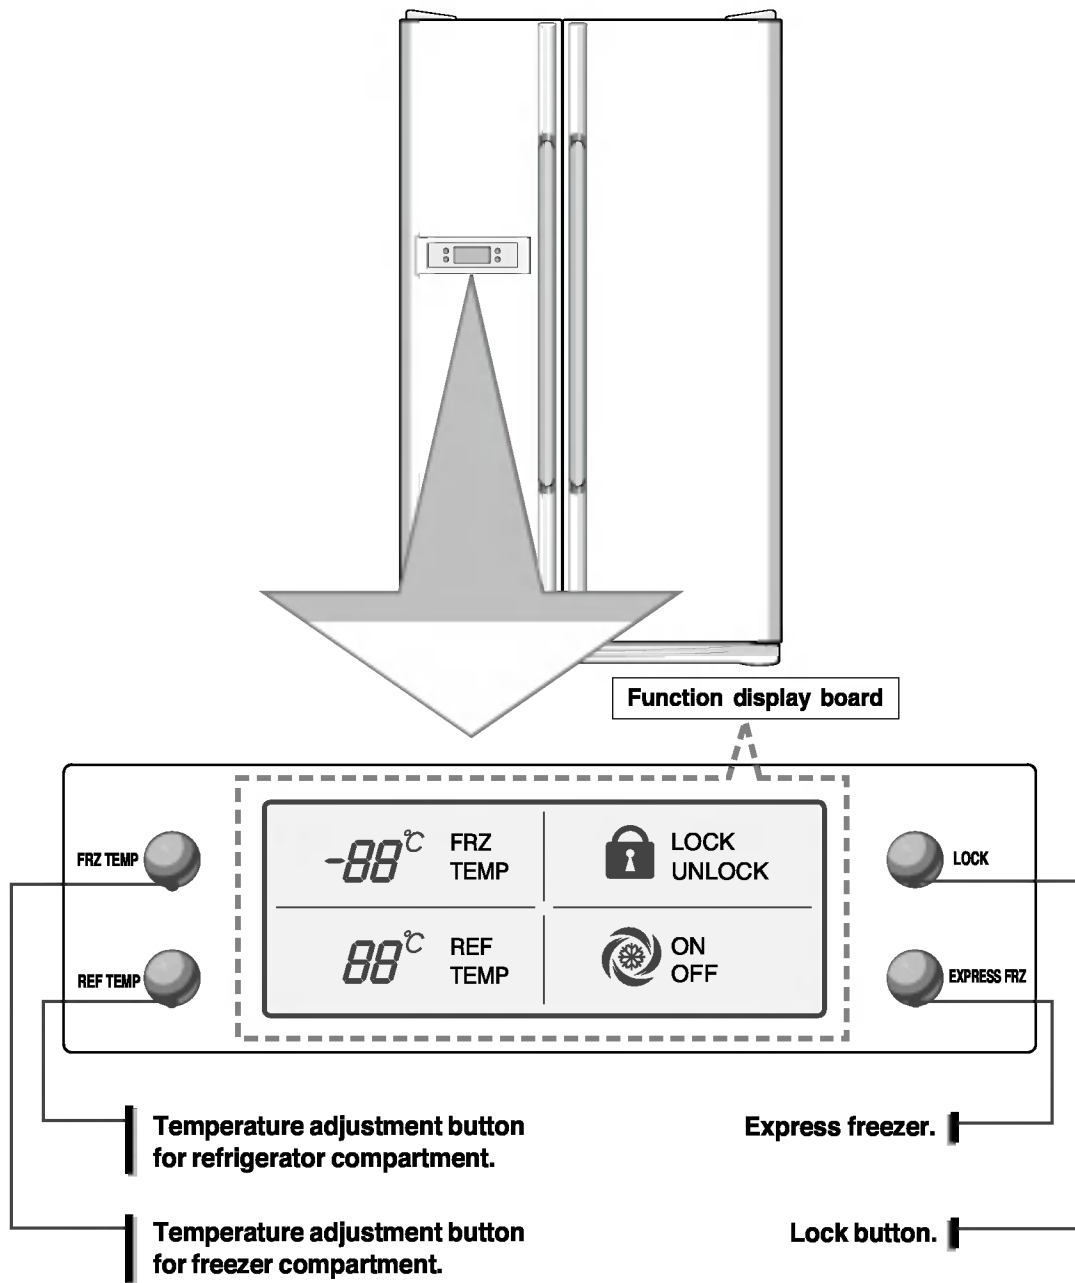 Function display board
FRZ TEMP
-88°C FRZ
TEMP
LOCK
UNLOCK
LOCK
REF TEMP
88°C REF
TEMP
ON
OFF
EXPRESS FRZ
Temperature adjustment button
for refrigerator compartment.
Express freezer.
Temperature adjustment button
for freezer compartment.
Lock button.